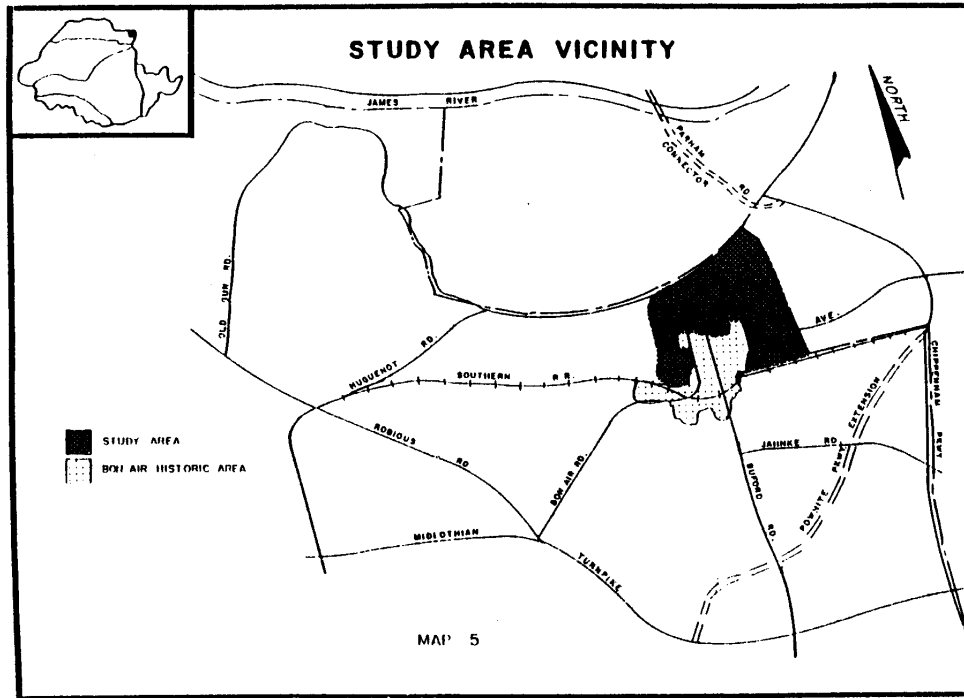 STUDY AREA VICINITY
JAMES RIVER
NORTH
PARHAM RD
CONNECTOR
OLD GUN RD.
AVE.
HUGUENOT RD.
SOUTHERN R R.
CHIPPENHAM PKWY
STUDY AREA
BON AIR HISTORIC AREA
ROBIOUS RD
BON AIR RD.
JAHNKE RD
BUFORD RD.
POWHITE PKWY EXTENSION
MIDLOTHIAN TURNPIKE
MAP 5